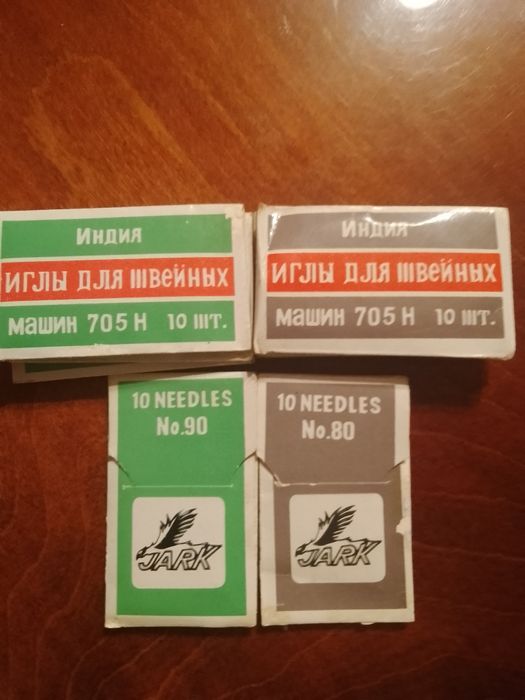 Индия
ИГЛЫ ДЛЯ ШВЕЙНЫХ
МАШИН 705 H 10 ШТ.
Индия
ИГЛЫ ДЛЯ ШВЕЙНЫХ
МАШИН 705 H 10 ШТ.
10 NEEDLES
No.90
JARK
10 NEEDLES
No.80
JARK